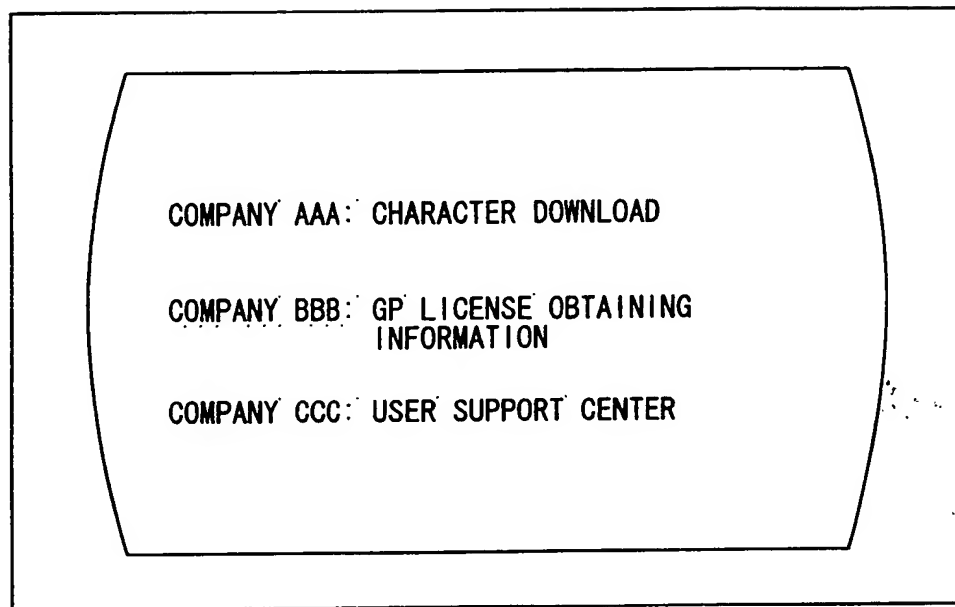 COMPANY AAA: CHARACTER DOWNLOAD
COMPANY BBB: GP LICENSE OBTAINING
INFORMATION
COMPANY CCC: USER SUPPORT CENTER